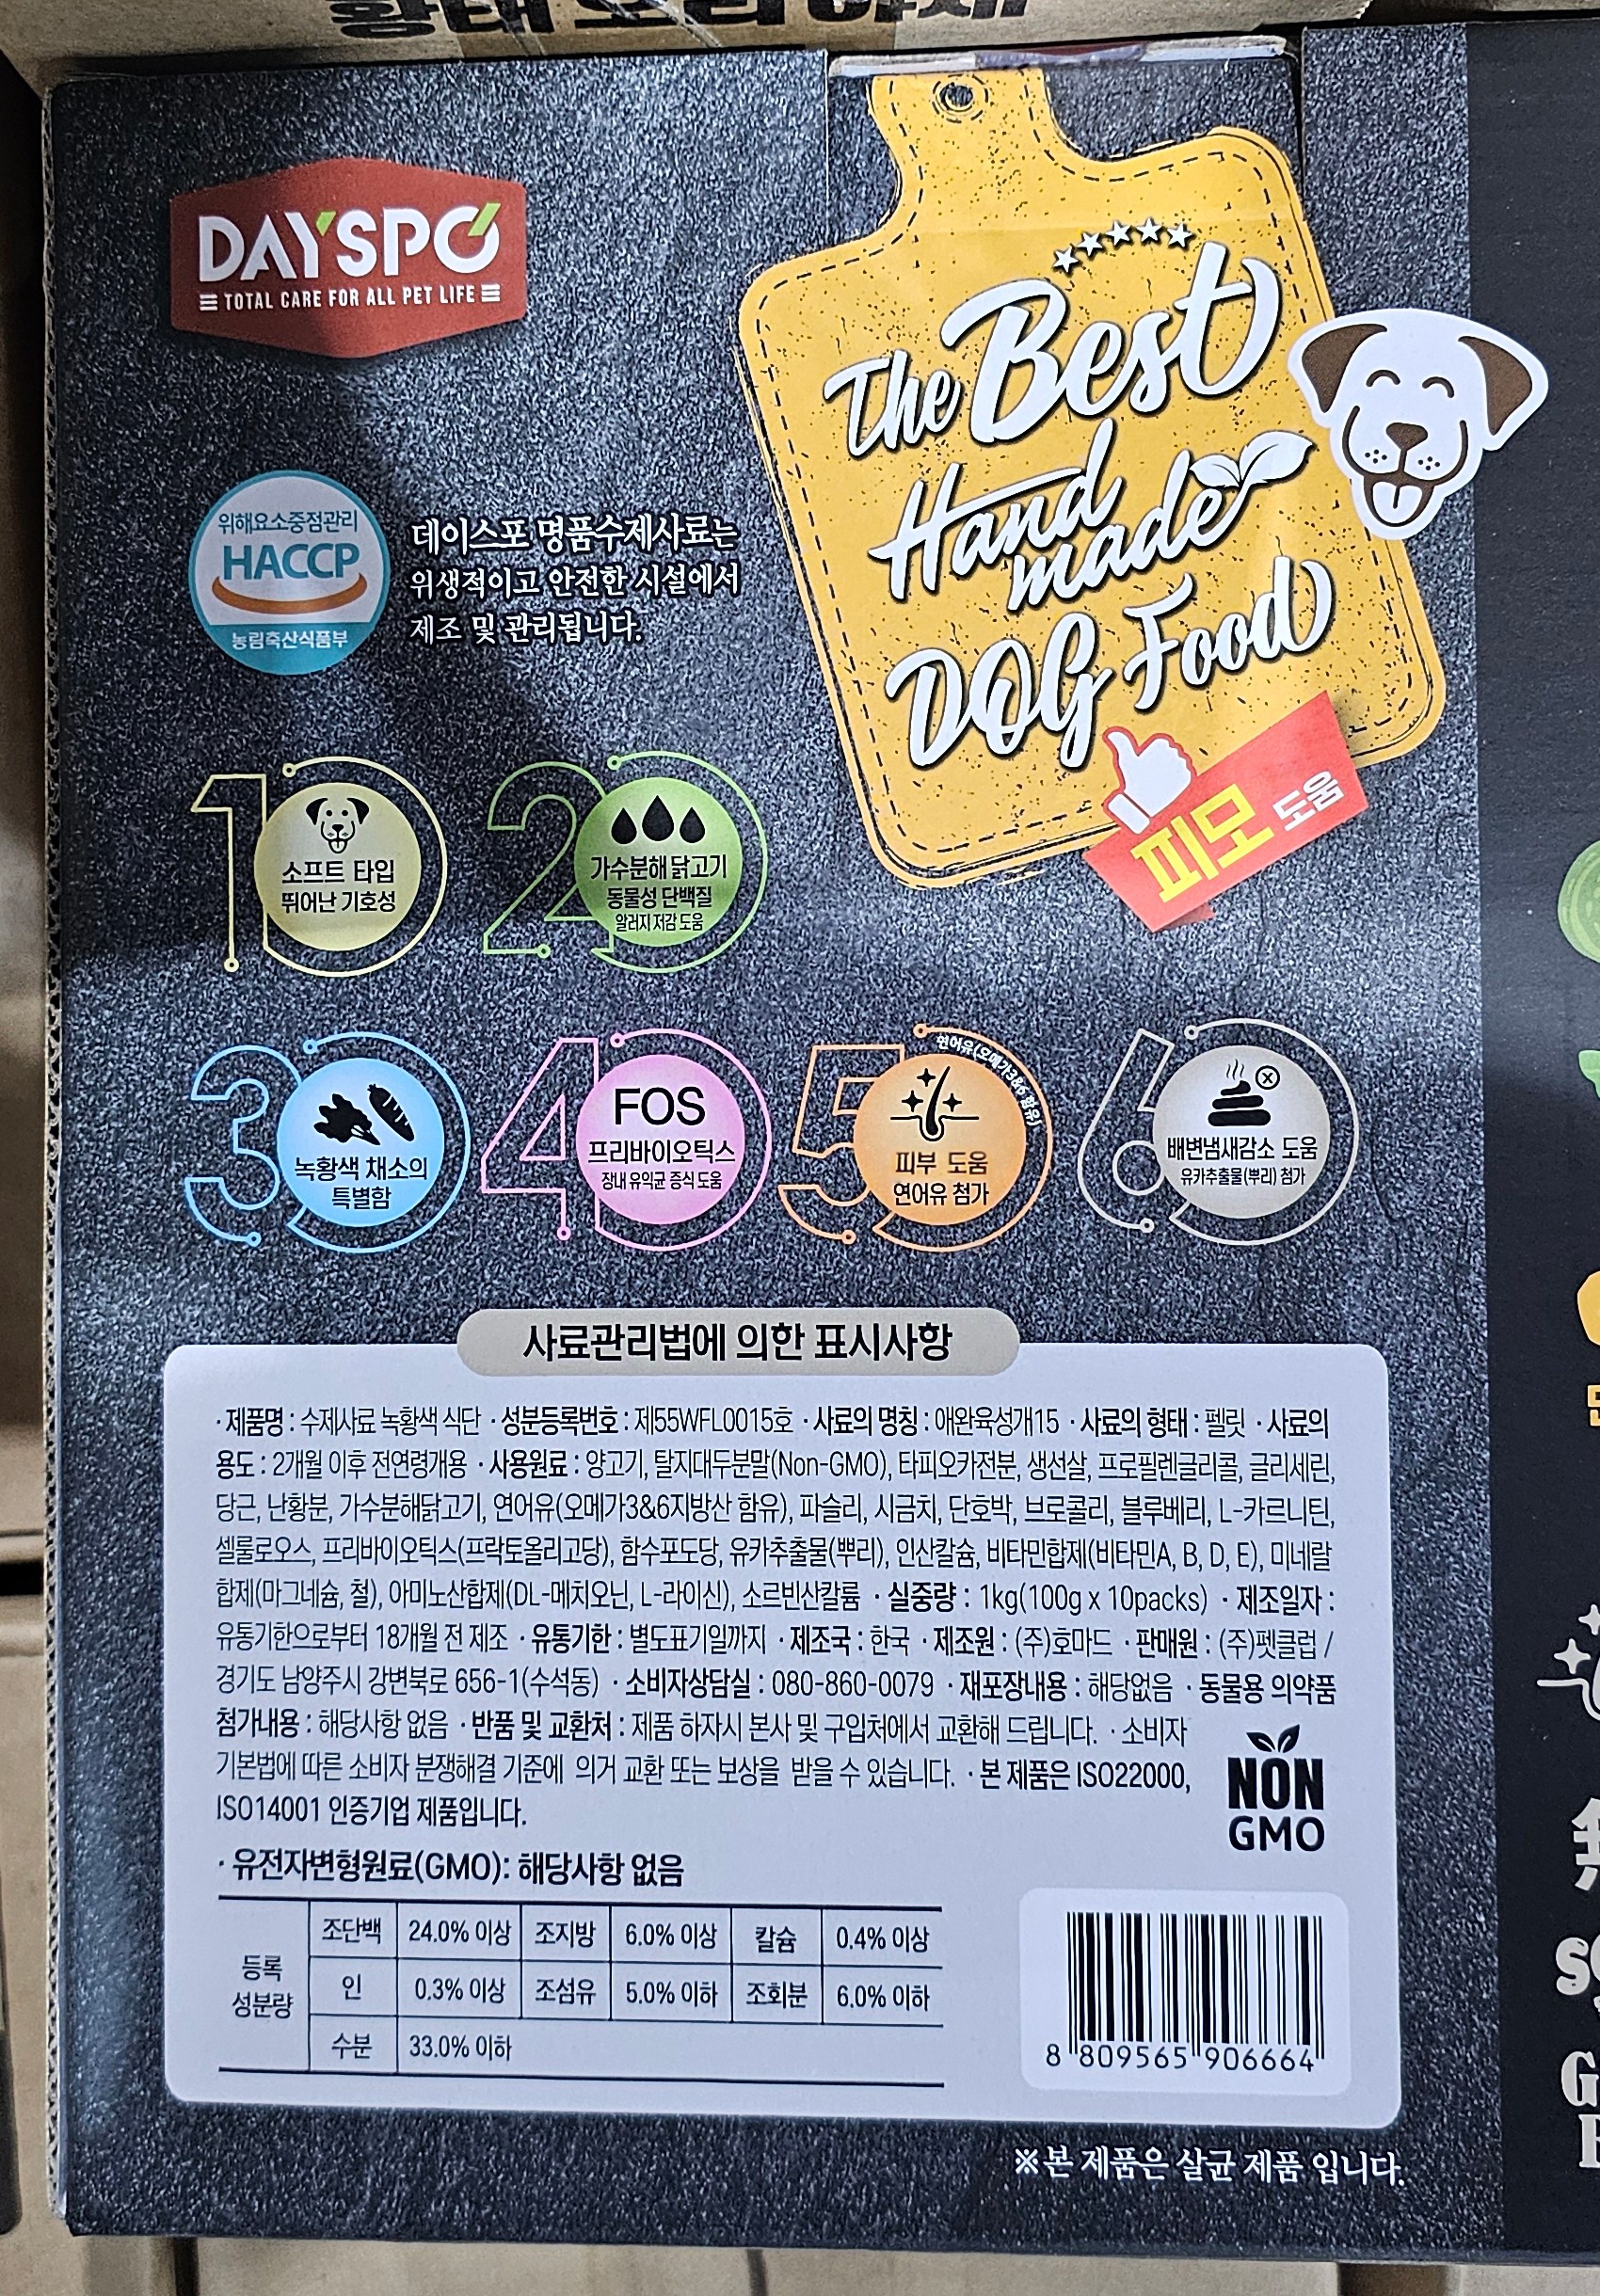 황태오리야채
DAYSPO
TOTAL CARE FOR ALL PET LIFE
The Best
Hand
made
DOG Food
피모 도움
위해요소중점관리
HACCP
농림축산식품부
데이스포 명품수제사료는
위생적이고 안전한 시설에서
제조 및 관리됩니다.
1
소프트 타입
뛰어난 기호성
2
가수분해 닭고기
동물성 단백질
알러지 저감 도움
3
녹황색 채소의
특별함
4
FOS
프리바이오틱스
장내 유익균 증식 도움
5
연어유(오메가3&6 함유)
피부 도움
연어유 첨가
6
배변냄새감소 도움
유카추출물(뿌리) 첨가
사료관리법에 의한 표시사항
·제품명 : 수제사료 녹황색 식단 ·성분등록번호 : 제55WFL0015호 ·사료의 명칭 : 애완육성개15 ·사료의 형태 : 펠릿 ·사료의
용도 : 2개월 이후 전연령개용 ·사용원료 : 양고기, 탈지대두분말(Non-GMO), 타피오카전분, 생선살, 프로필렌글리콜, 글리세린,
당근, 난황분, 가수분해닭고기, 연어유(오메가3&6지방산 함유), 파슬리, 시금치, 단호박, 브로콜리, 블루베리, L-카르니틴,
셀룰로오스, 프리바이오틱스(프락토올리고당), 함수포도당, 유카추출물(뿌리), 인산칼슘, 비타민합제(비타민A, B, D, E), 미네랄
합제(마그네슘, 철), 아미노산합제(DL-메치오닌, L-라이신), 소르빈산칼륨 ·실중량 : 1kg(100g x 10packs) ·제조일자 :
유통기한으로부터 18개월 전 제조 ·유통기한 : 별도표기일까지 ·제조국 : 한국 ·제조원 : (주)호마드 ·판매원 : (주)펫클럽 /
경기도 남양주시 강변북로 656-1(수석동) ·소비자상담실 : 080-860-0079 ·재포장내용 : 해당없음 ·동물용 의약품
첨가내용 : 해당사항 없음 ·반품 및 교환처 : 제품 하자시 본사 및 구입처에서 교환해 드립니다. ·소비자
기본법에 따른 소비자 분쟁해결 기준에 의거 교환 또는 보상을 받을 수 있습니다. ·본 제품은 ISO22000,
ISO14001 인증기업 제품입니다.
NON
GMO
·유전자변형원료(GMO): 해당사항 없음
등록
성분량
조단백 24.0% 이상 조지방 6.0% 이상 칼슘 0.4% 이상
인 0.3% 이상 조섬유 5.0% 이하 조회분 6.0% 이하
수분 33.0% 이하
8 809565 906664
※본 제품은 살균 제품 입니다.